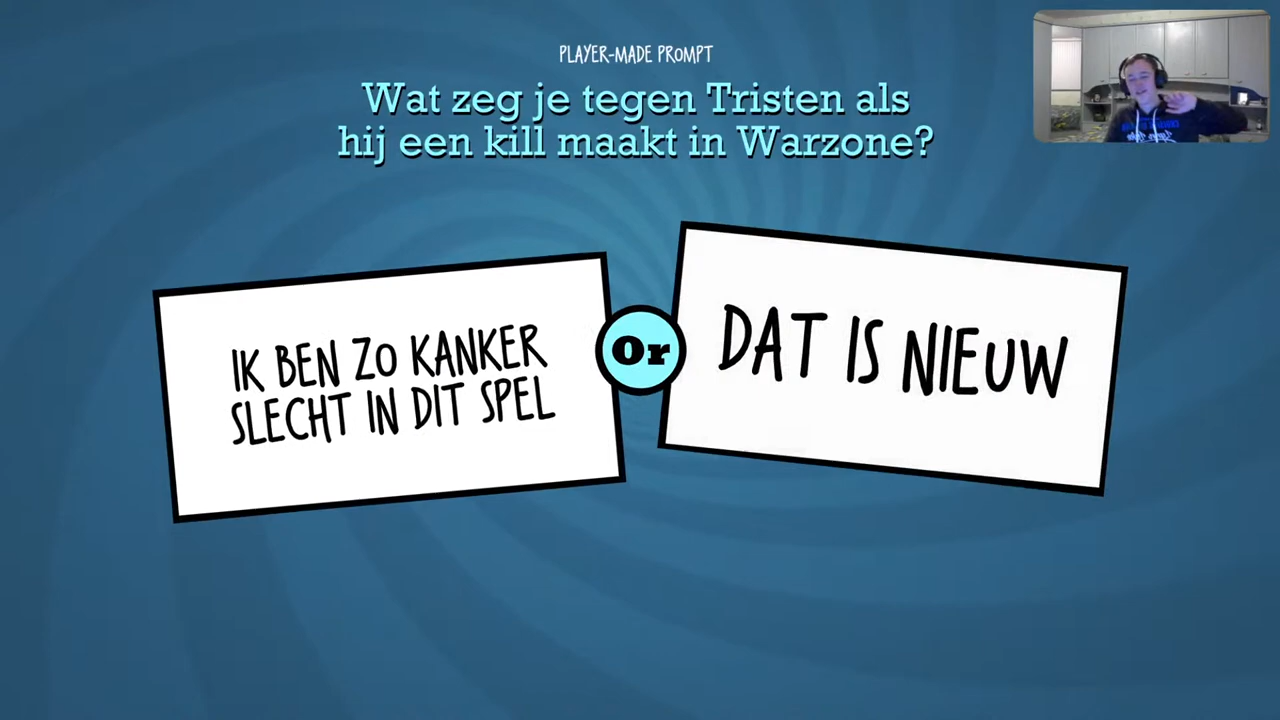 PLAYER-MADE PROMPT
Wat zeg je tegen Tristen als
hij een kill maakt in Warzone?
IK BEN ZO KANKER
SLECHT IN DIT SPEL
Or
DAT IS NIEUW